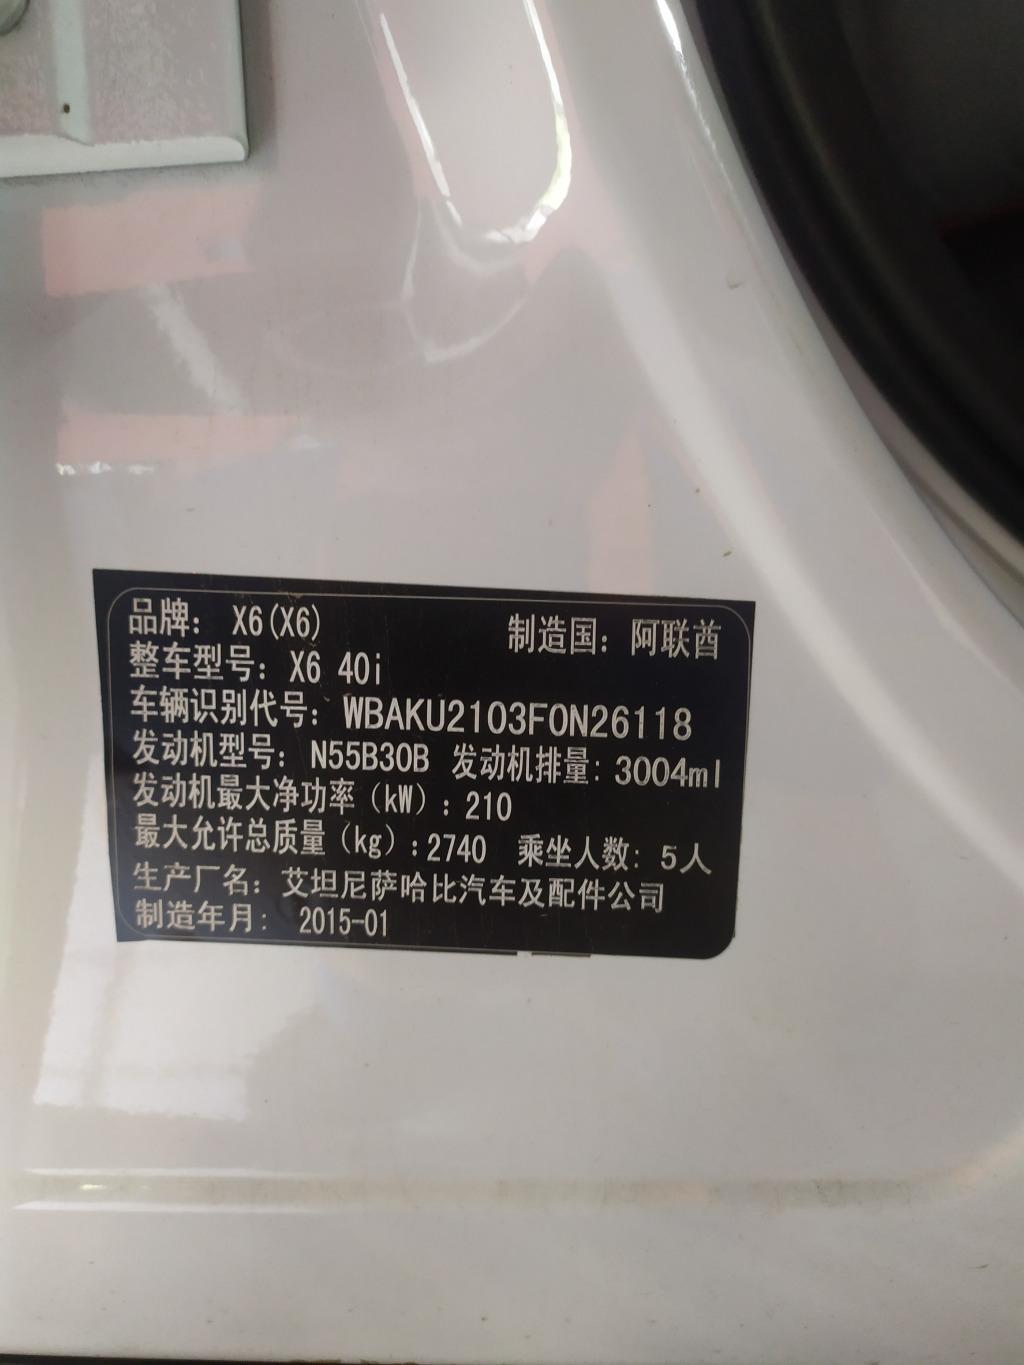 品牌： X6(X6) 制造国：阿联酋
整车型号：X6 40i
车辆识别代号：WBAKU2103F0N26118
发动机型号：N55B30B 发动机排量：3004ml
发动机最大净功率（kW）：210
最大允许总质量（kg）：2740 乘坐人数：5人
生产厂名：艾坦尼萨哈比汽车及配件公司
制造年月： 2015-01